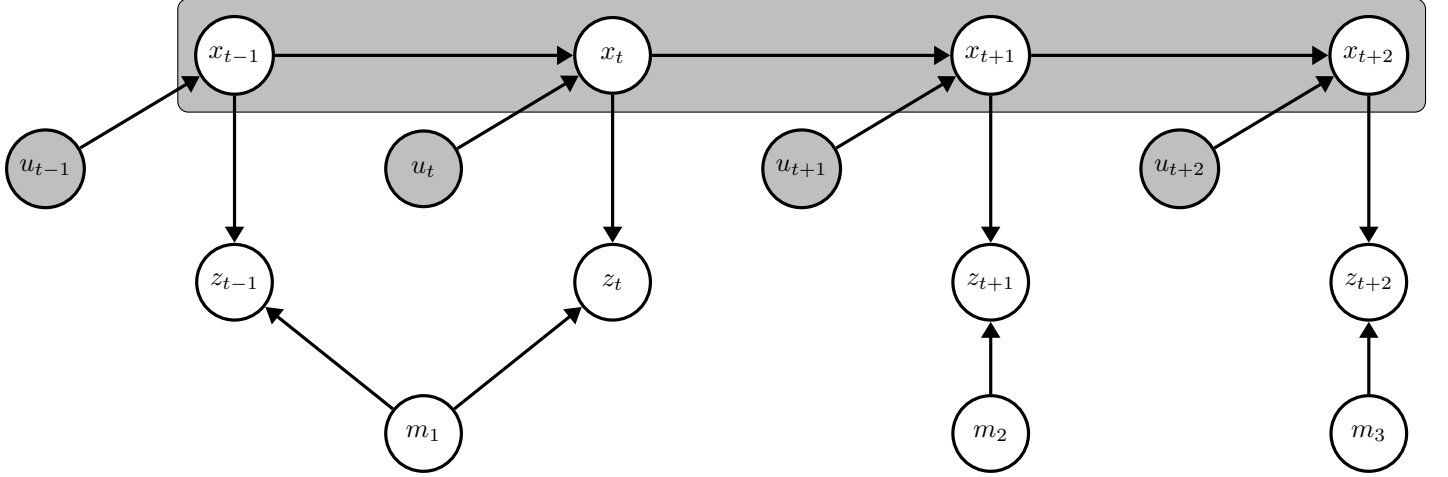 x_{t−1} x_t x_{t+1} x_{t+2}
u_{t−1} u_t u_{t+1} u_{t+2}
z_{t−1} z_t z_{t+1} z_{t+2}
m_1 m_2 m_3